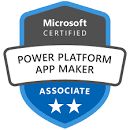 Microsoft
CERTIFIED
POWER PLATFORM
APP MAKER
ASSOCIATE